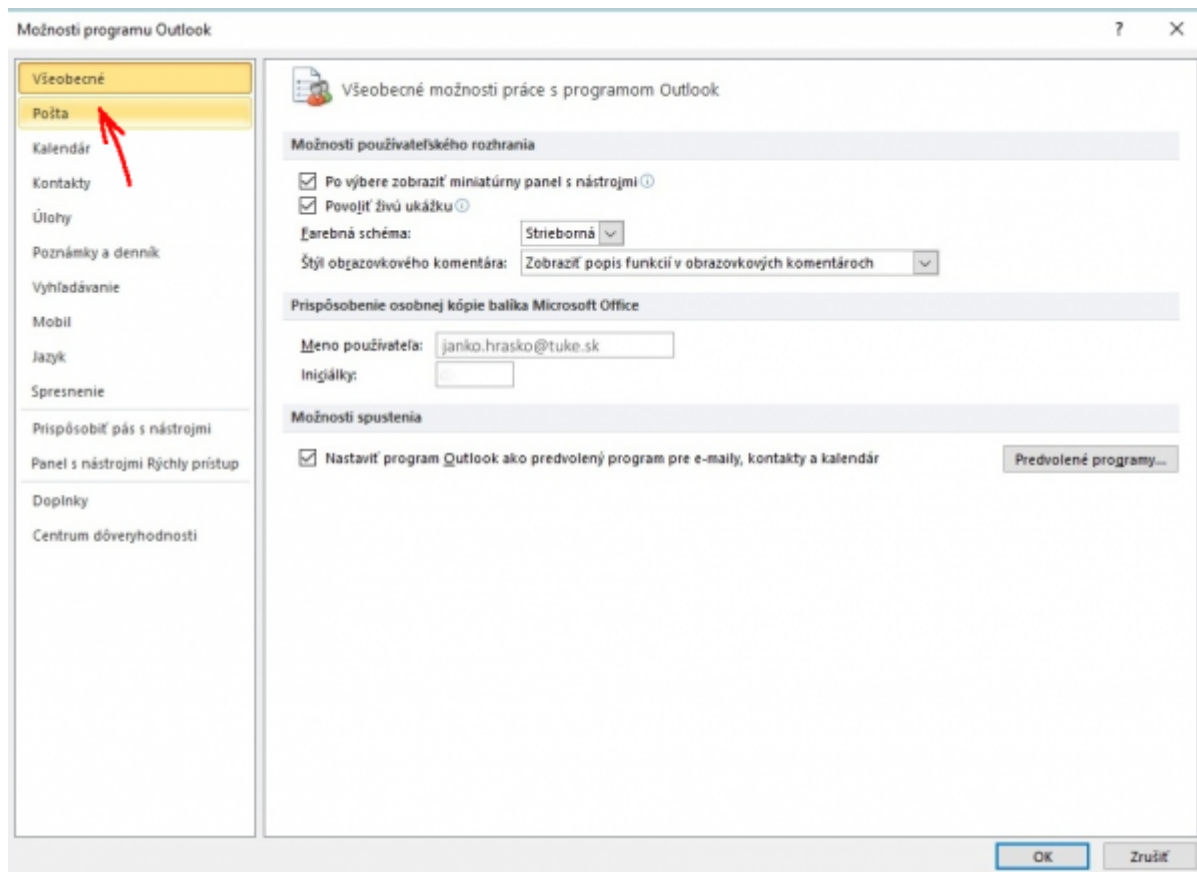 Možnosti programu Outlook
?
Všeobecné
Pošta
Kalendár
Kontakty
Úlohy
Poznámky a denník
Vyhľadávanie
Mobil
Jazyk
Spresnenie
Prispôsobiť pás s nástrojmi
Panel s nástrojmi Rýchly prístup
Doplnky
Centrum dôveryhodnosti
Všeobecné možnosti práce s programom Outlook
Možnosti používateľského rozhrania
Po výbere zobraziť miniatúrny panel s nástrojmi
Povoliť živú ukážku
Farebná schéma: Strieborná
Štýl obrazovkového komentára: Zobraziť popis funkcií v obrazovkových komentároch
Prispôsobenie osobnej kópie balíka Microsoft Office
Meno používateľa: janko.hrasko@tuke.sk
Iniciálky:
Možnosti spustenia
Nastaviť program Outlook ako predvolený program pre e-maily, kontakty a kalendár Predvolené programy...
OK Zrušiť